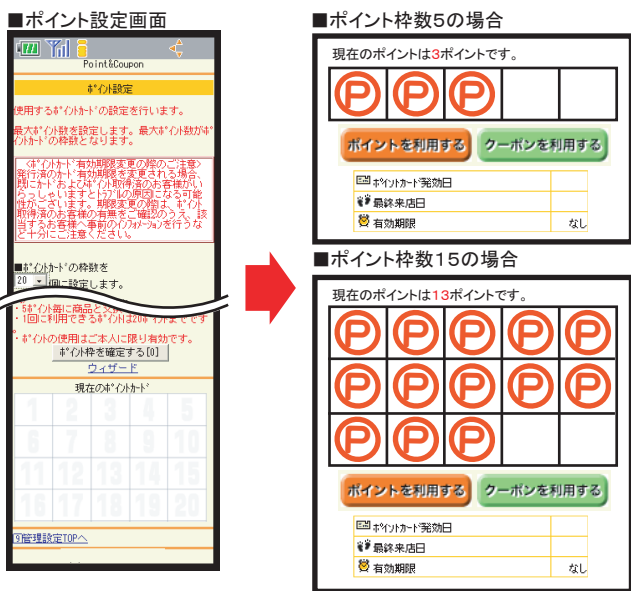 ■ポイント設定画面
Point&Coupon
ﾎﾟｲﾝﾄ設定
使用するﾎﾟｲﾝﾄｶｰﾄﾞの設定を行います。
最大ﾎﾟｲﾝﾄ数を設定します。最大ﾎﾟｲﾝﾄ数がﾎﾟ
ｲﾝﾄｶｰﾄﾞの枠数となります。
<ﾎﾟｲﾝﾄｶｰﾄﾞ有効期限変更の際のご注意>
発行済のｶｰﾄﾞ有効期限を変更される場合、
既にｶｰﾄﾞおよびﾎﾟｲﾝﾄ取得済のお客様がい
らっしゃいますとﾄﾗﾌﾞﾙの原因になる可能
性がございます。期限変更の際は、ﾎﾟｲﾝﾄ
取得済のお客様の有無をご確認のうえ、該
当するお客様へ事前のｲﾝﾌｫﾒｰｼｮﾝを行うな
ど十分にご注意ください。
■ﾎﾟｲﾝﾄｶｰﾄﾞの枠数を
20 個に設定します。
・5ﾎﾟｲﾝﾄ毎に商品と交換
・1回に利用できるﾎﾟｲﾝﾄは20ﾎﾟｲﾝﾄまでです
。
・ﾎﾟｲﾝﾄの使用はご本人に限り有効です。
ﾎﾟｲﾝﾄ枠を確定する[0]
ウィザード
現在のﾎﾟｲﾝﾄｶｰﾄﾞ
1 2 3 4 5
6 7 8 9 10
11 12 13 14 15
16 17 18 19 20
[9]管理設定TOPへ
■ポイント枠数5の場合
現在のポイントは3ポイントです。
P P P
ポイントを利用する クーポンを利用する
ﾎﾟｲﾝﾄｶｰﾄﾞ発効日
最終来店日
有効期限 なし
■ポイント枠数15の場合
現在のポイントは13ポイントです。
P P P P P
P P P P P
P P P
ポイントを利用する クーポンを利用する
ﾎﾟｲﾝﾄｶｰﾄﾞ発効日
最終来店日
有効期限 なし